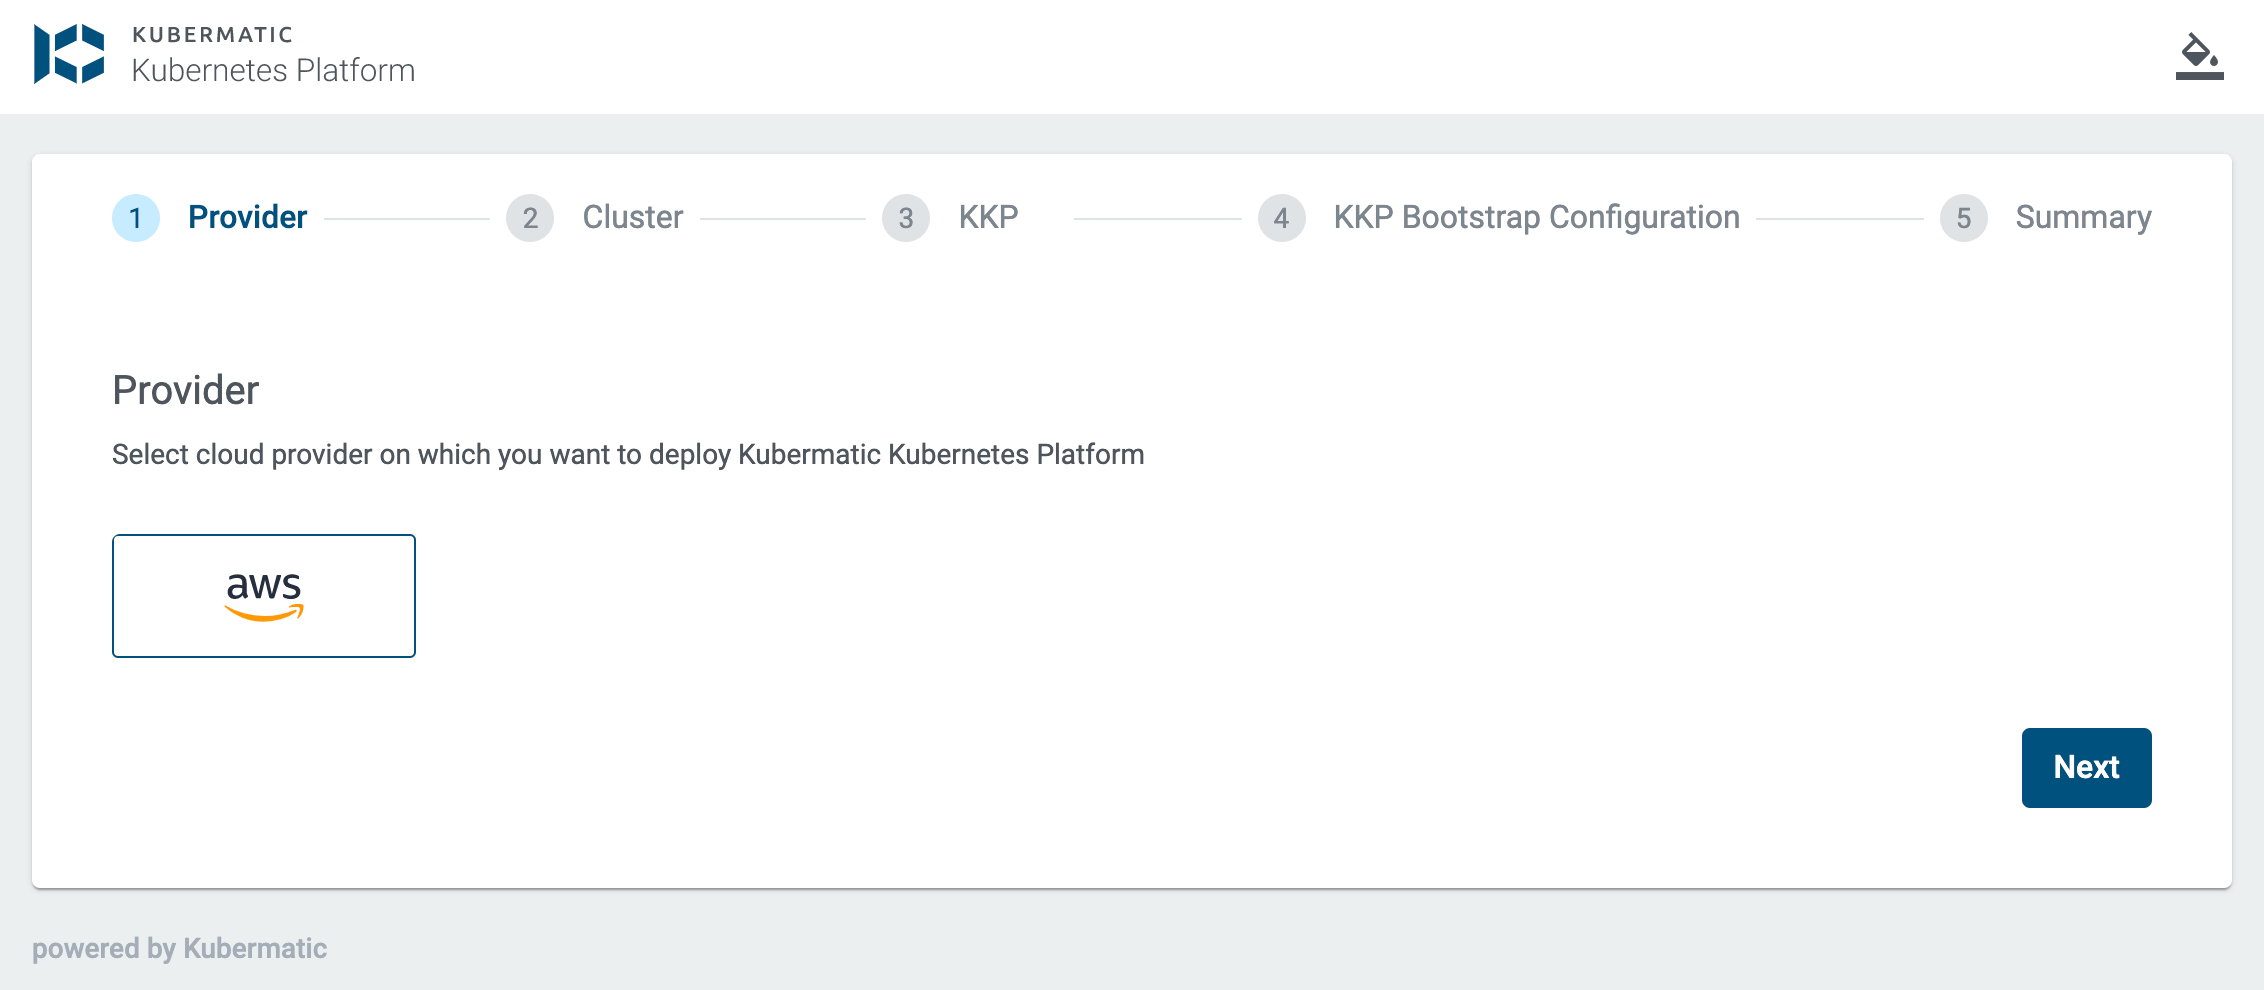 KUBERMATIC
Kubernetes Platform
1 Provider 2 Cluster 3 KKP 4 KKP Bootstrap Configuration 5 Summary
Provider
Select cloud provider on which you want to deploy Kubermatic Kubernetes Platform
aws
Next
powered by Kubermatic